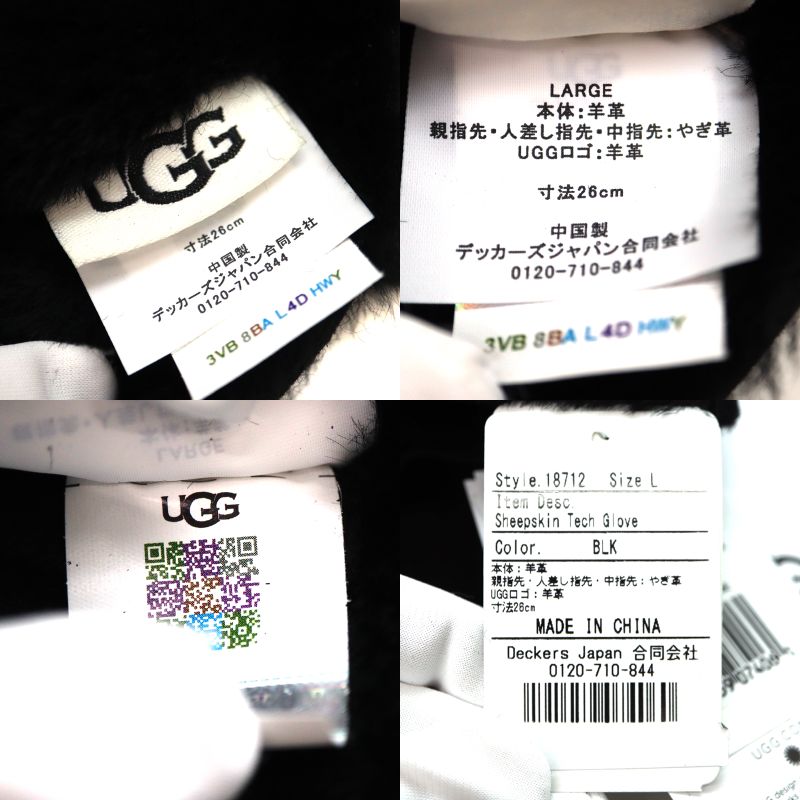 UGG
寸法26cm
中国製
デッカーズジャパン合同会社
0120-710-844
3VB 8BA L4D HWY
LARGE
本体:羊革
親指先・人差し指先・中指先:やぎ革
UGGロゴ:羊革
寸法26cm
中国製
デッカーズジャパン合同会社
0120-710-844
3VB 8BA L4D HWY
LARGE
UGG
Style.18712 Size L
Item Desc.
Sheepskin Tech Glove
Color. BLK
本体:羊革
親指先・人差し指先・中指先:やぎ革
UGGロゴ:羊革
寸法26cm
MADE IN CHINA
Deckers Japan 合同会社
0120-710-844
UGG
design